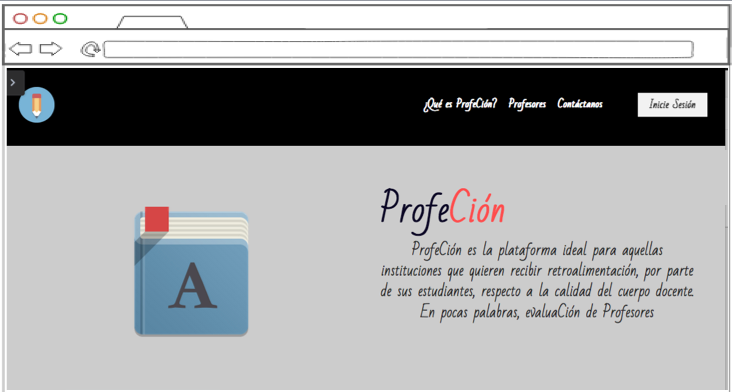 ¿Qué es ProfeCión? Profesores Contáctanos Inicie Sesión
ProfeCión
ProfeCión es la plataforma ideal para aquellas
instituciones que quieren recibir retroalimentación, por parte
de sus estudiantes, respecto a la calidad del cuerpo docente.
En pocas palabras, evaluaCión de Profesores
A